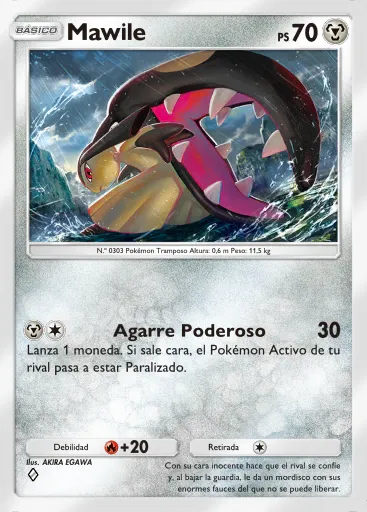 BÁSICO Mawile PS 70
N.º 0303 Pokémon Tramposo Altura: 0,6 m Peso: 11,5 kg
Agarre Poderoso 30
Lanza 1 moneda. Si sale cara, el Pokémon Activo de tu
rival pasa a estar Paralizado.
Debilidad +20 Retirada
Ilus. AKIRA EGAWA
Con su cara inocente hace que el rival se confíe
y, al bajar la guardia, le da un mordisco con sus
enormes fauces del que no se puede liberar.